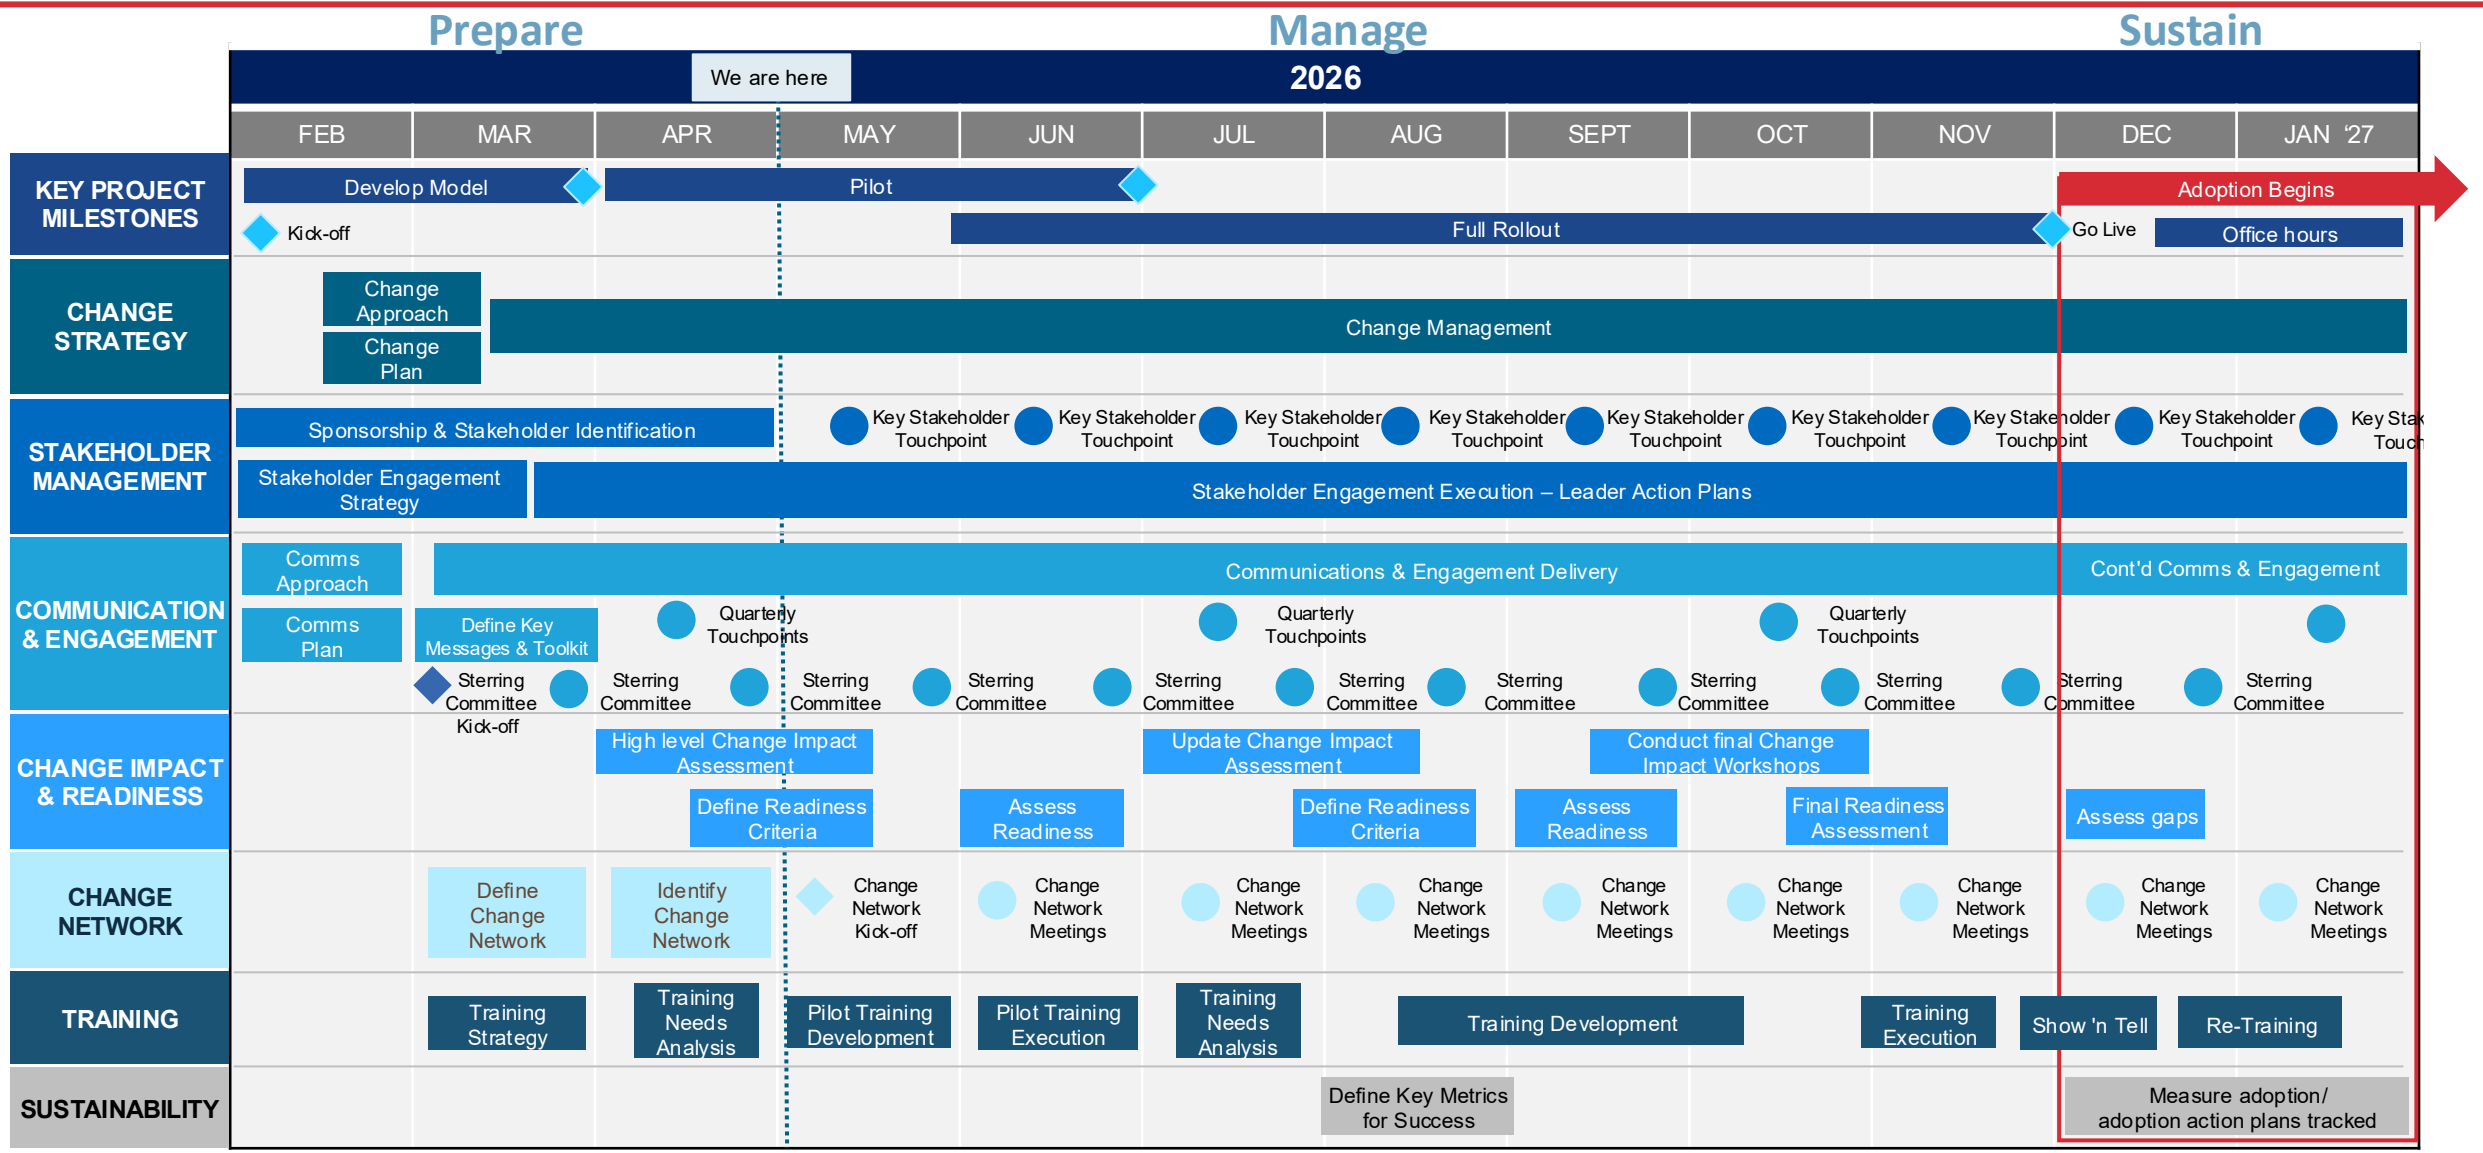 Prepare
Manage
Sustain
We are here
2026
FEB
MAR
APR
MAY
JUN
JUL
AUG
SEPT
OCT
NOV
DEC
JAN ‘27
KEY PROJECT
MILESTONES
Develop Model
Pilot
Adoption Begins
Kick-off
Full Rollout
Go Live
Office hours
CHANGE
STRATEGY
Change
Approach
Change
Plan
Change Management
STAKEHOLDER
MANAGEMENT
Sponsorship & Stakeholder Identification
Key Stakeholder
Touchpoint
Key Stakeholder
Touchpoint
Key Stakeholder
Touchpoint
Key Stakeholder
Touchpoint
Key Stakeholder
Touchpoint
Key Stakeholder
Touchpoint
Key Stakeholder
Touchpoint
Key Stakeholder
Touchpoint
Key Stak
Touch
Stakeholder Engagement
Strategy
Stakeholder Engagement Execution – Leader Action Plans
COMMUNICATION
& ENGAGEMENT
Comms
Approach
Communications & Engagement Delivery
Cont'd Comms & Engagement
Comms
Plan
Define Key
Messages & Toolkit
Quarterly
Touchpoints
Quarterly
Touchpoints
Quarterly
Touchpoints
Sterring
Committee
Kick-off
Sterring
Committee
Sterring
Committee
Sterring
Committee
Sterring
Committee
Sterring
Committee
Sterring
Committee
Sterring
Committee
Sterring
Committee
Sterring
Committee
Sterring
Committee
CHANGE IMPACT
& READINESS
High level Change Impact
Assessment
Update Change Impact
Assessment
Conduct final Change
Impact Workshops
Define Readiness
Criteria
Assess
Readiness
Define Readiness
Criteria
Assess
Readiness
Final Readiness
Assessment
Assess gaps
CHANGE
NETWORK
Define
Change
Network
Identify
Change
Network
Change
Network
Kick-off
Change
Network
Meetings
Change
Network
Meetings
Change
Network
Meetings
Change
Network
Meetings
Change
Network
Meetings
Change
Network
Meetings
Change
Network
Meetings
Change
Network
Meetings
TRAINING
Training
Strategy
Training
Needs
Analysis
Pilot Training
Development
Pilot Training
Execution
Training
Needs
Analysis
Training Development
Training
Execution
Show 'n Tell
Re-Training
SUSTAINABILITY
Define Key Metrics
for Success
Measure adoption/
adoption action plans tracked